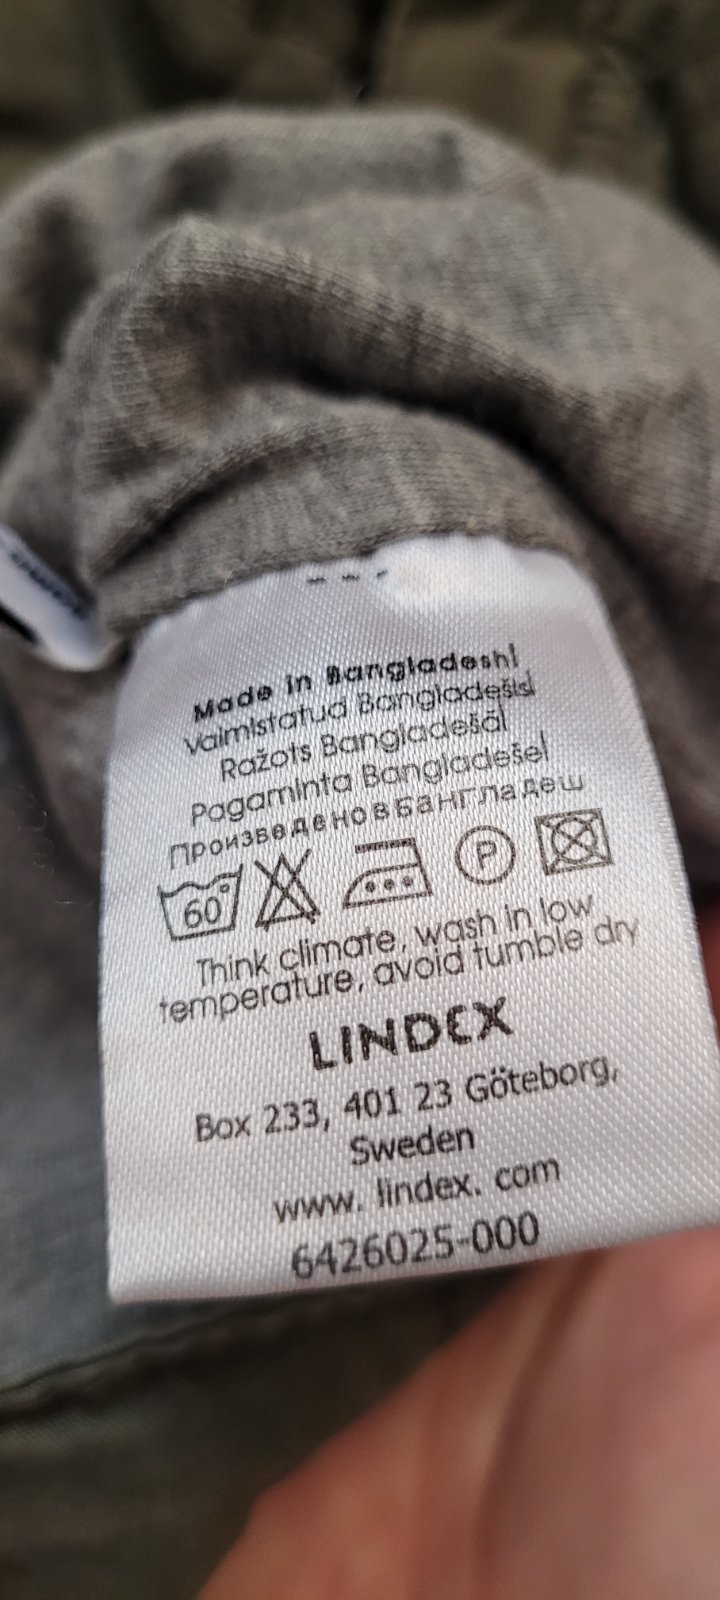 Made in Bangladesh!
Valmistatud Bangladešis!
Ražots Bangladešā!
Pagaminta Bangladeše!
Произведено в Бангладеш
60°
P
Think climate, wash in low
temperature, avoid tumble dry
LINDEX
Box 233, 401 23 Göteborg,
Sweden
www. lindex. com
6426025-000